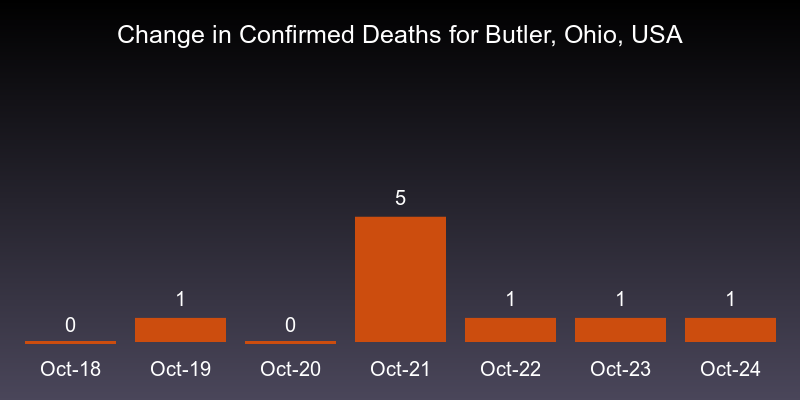 Change in Confirmed Deaths for Butler, Ohio, USA
5
1 1 1 1
0 0
Oct-18 Oct-19 Oct-20 Oct-21 Oct-22 Oct-23 Oct-24